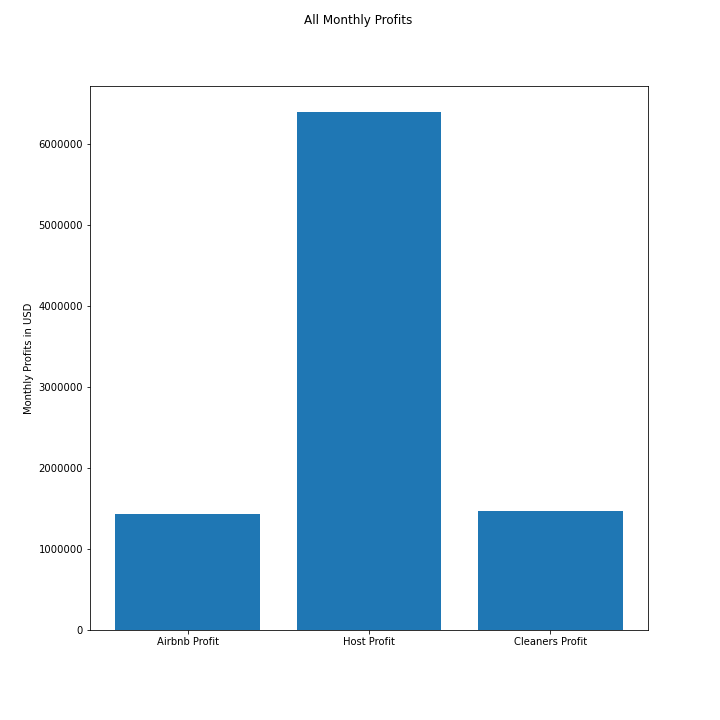 All Monthly Profits
Monthly Profits in USD
6000000
5000000
4000000
3000000
2000000
1000000
0
Airbnb Profit
Host Profit
Cleaners Profit